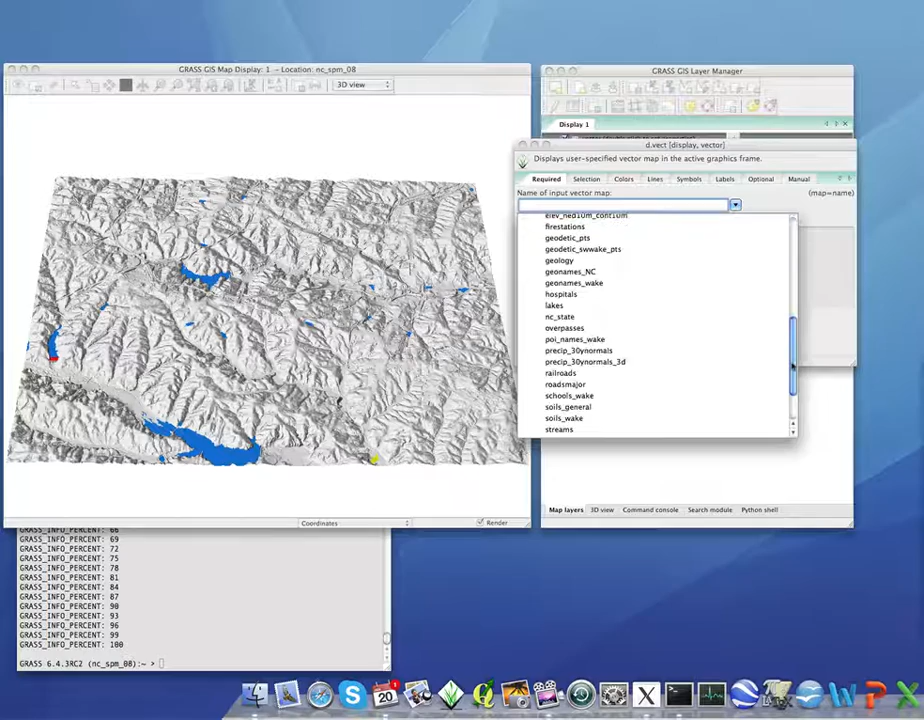 GRASS GIS Map Display: 1 - Location: nc_spm_08
3D view
Coordinates
Render
GRASS GIS Layer Manager
Display 1
d.vect [display, vector]
Displays user-specified vector map in the active graphics frame.
Required Selection Colors Lines Symbols Labels Optional Manual
Name of input vector map: (map=name)
elev_ned10m_cont10m
firestations
geodetic_pts
geodetic_swwake_pts
geology
geonames_NC
geonames_wake
hospitals
lakes
nc_state
overpasses
poi_names_wake
precip_30ynormals
precip_30ynormals_3d
railroads
roadsmajor
schools_wake
soils_general
soils_wake
streams
Map layers 3D view Command console Search module Python shell
GRASS_INFO_PERCENT: 66
GRASS_INFO_PERCENT: 69
GRASS_INFO_PERCENT: 72
GRASS_INFO_PERCENT: 75
GRASS_INFO_PERCENT: 78
GRASS_INFO_PERCENT: 81
GRASS_INFO_PERCENT: 84
GRASS_INFO_PERCENT: 87
GRASS_INFO_PERCENT: 90
GRASS_INFO_PERCENT: 93
GRASS_INFO_PERCENT: 96
GRASS_INFO_PERCENT: 99
GRASS_INFO_PERCENT: 100
GRASS 6.4.3RC2 (nc_spm_08):~ >
20